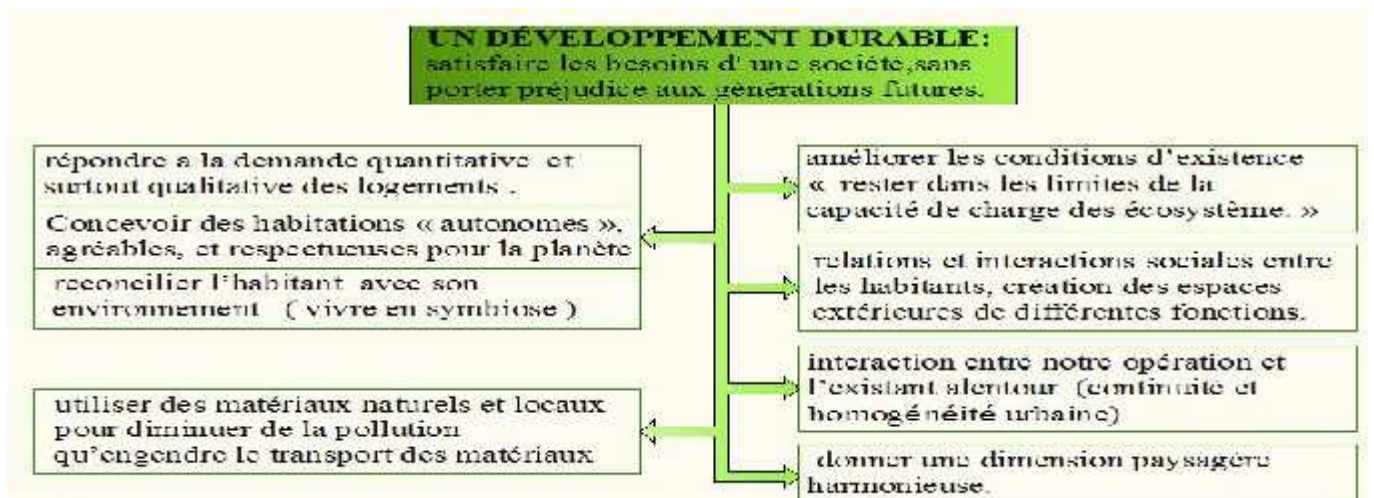 UN DÉVELOPPEMENT DURABLE:
satisfaire les besoins d' une société,sans
porter préjudice aux générations futures.
répondre a la demande quantitative et
surtout qualitative des logements .
Concevoir des habitations « autonomes »,
agréables, et respectueuses pour la planète
reconcilier l'habitant avec son
environnement ( vivre en symbiose )
utiliser des matériaux naturels et locaux
pour diminuer de la pollution
qu'engendre le transport des matériaux
améliorer les conditions d'existence
« rester dans les limites de la
capacité de charge des écosystème. »
relations et interactions sociales entre
les habitants, création des espaces
extérieures de différentes fonctions.
interaction entre notre opération et
l'existant alentour (continuité et
homogénéité urbaine)
donner une dimension paysagère
harmonieuse.